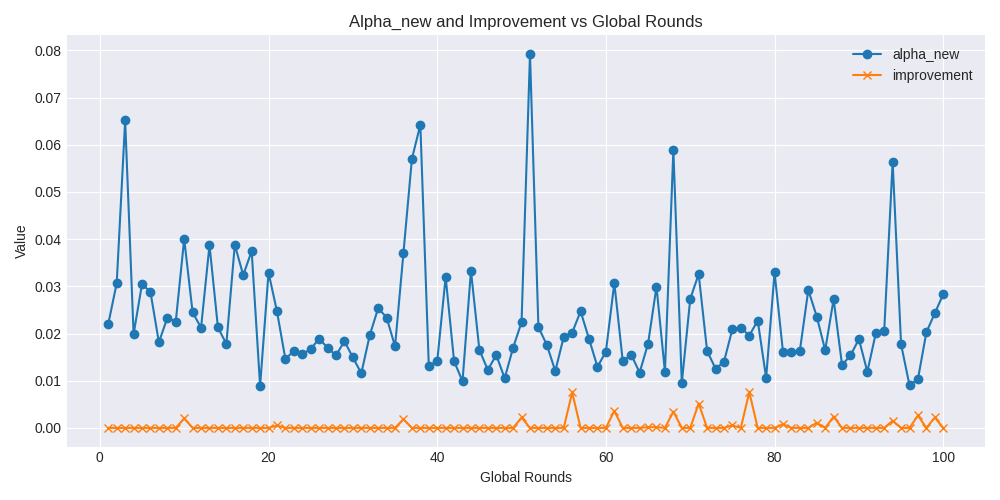 Alpha_new and Improvement vs Global Rounds
alpha_new
improvement
0.08
0.07
0.06
0.05
0.04
0.03
0.02
0.01
0.00
Value
0 20 40 60 80 100
Global Rounds